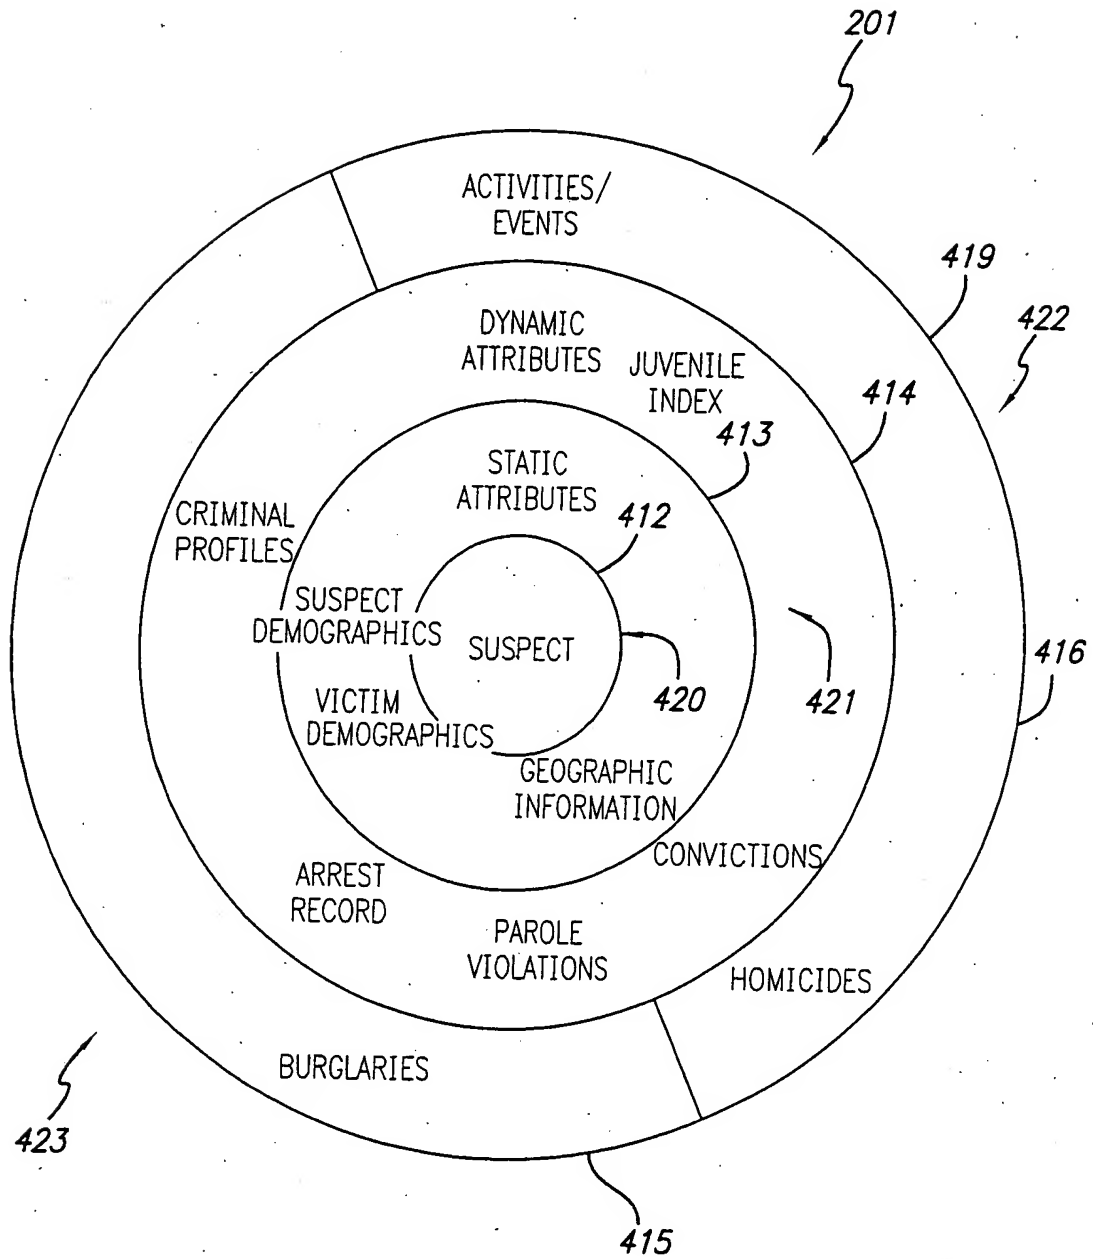 201
ACTIVITIES/
EVENTS
419
422
DYNAMIC
ATTRIBUTES
JUVENILE
INDEX
414
413
STATIC
ATTRIBUTES
412
CRIMINAL
PROFILES
SUSPECT
DEMOGRAPHICS
SUSPECT
416
420
421
VICTIM
DEMOGRAPHICS
GEOGRAPHIC
INFORMATION
CONVICTIONS
ARREST
RECORD
PAROLE
VIOLATIONS
HOMICIDES
BURGLARIES
423
415